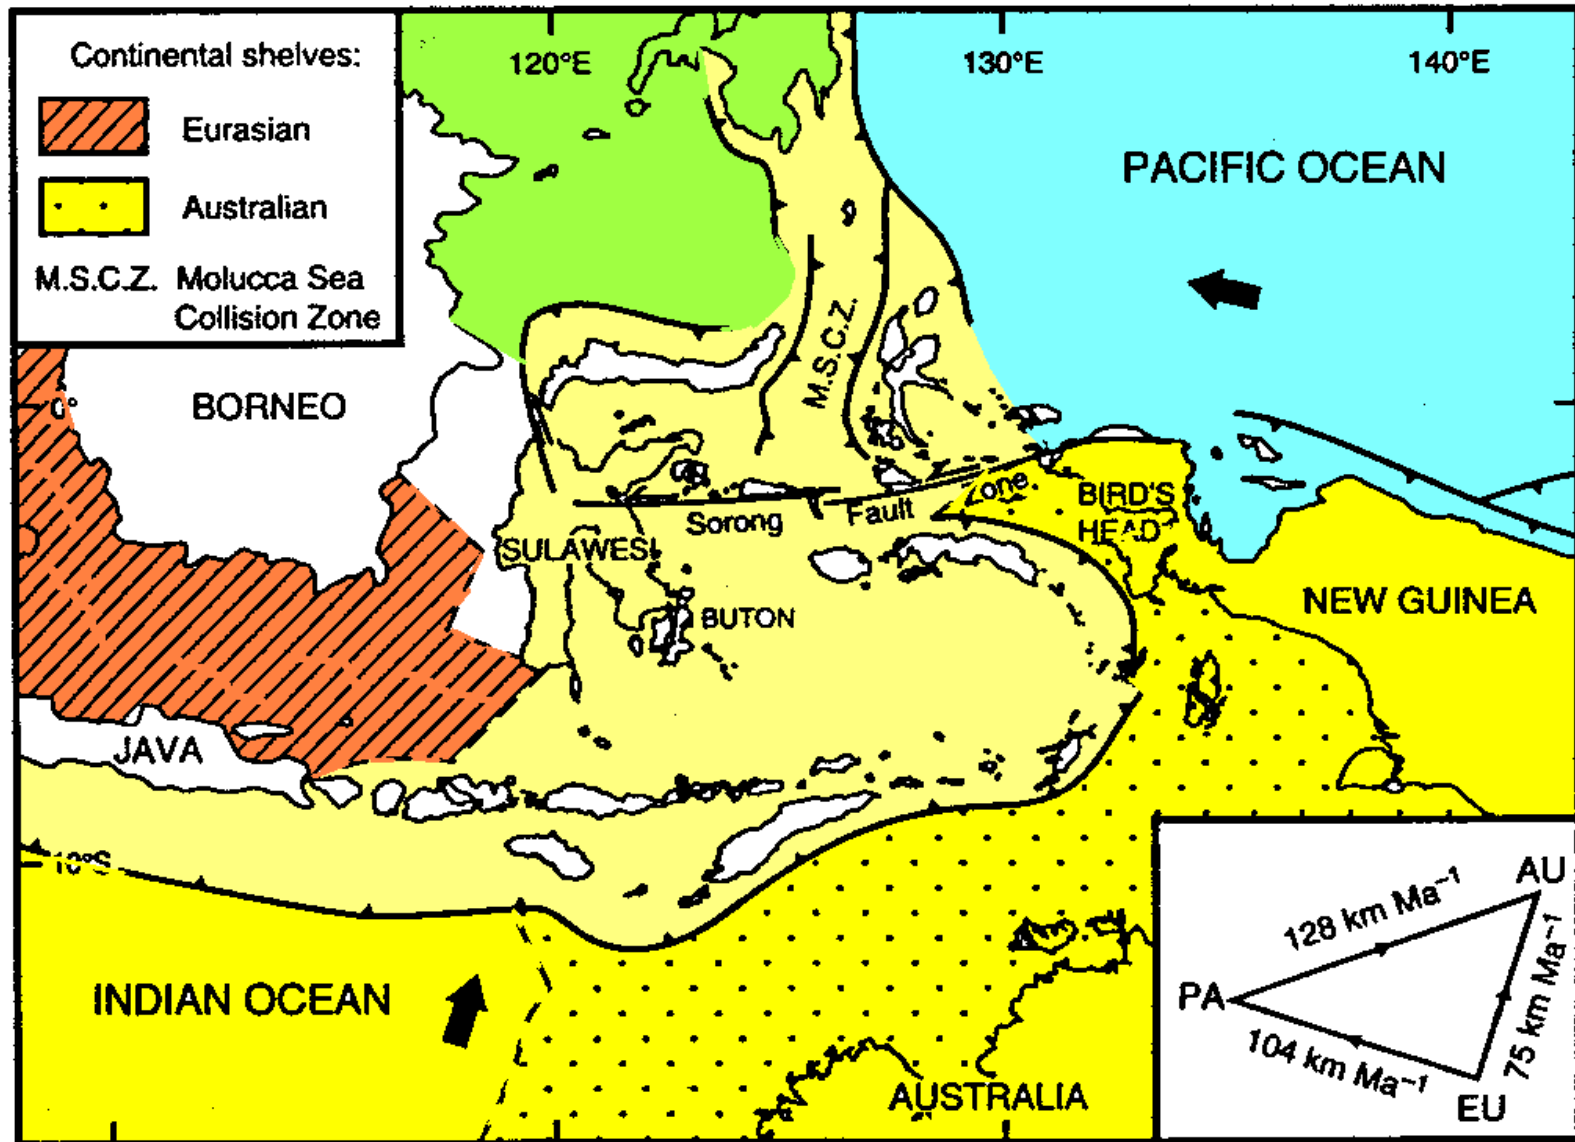 Continental shelves:
Eurasian
Australian
M.S.C.Z. Molucca Sea
Collision Zone
120°E
130°E
140°E
PACIFIC OCEAN
BORNEO
0°
M.S.C.Z.
Sorong Fault Zone
BIRD'S
HEAD
SULAWESI
BUTON
NEW GUINEA
JAVA
10°S
INDIAN OCEAN
AUSTRALIA
AU
128 km Ma⁻¹
75 km Ma⁻¹
PA
104 km Ma⁻¹
EU